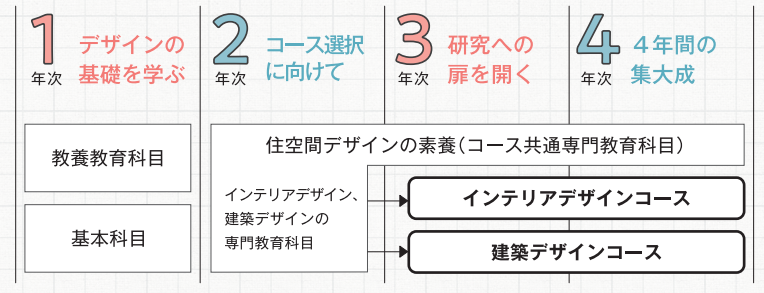 1
年次
デザインの
基礎を学ぶ
2
年次
コース選択
に向けて
3
年次
研究への
扉を開く
4
年次
4年間の
集大成
教養教育科目
基本科目
住空間デザインの素養(コース共通専門教育科目)
インテリアデザイン、
建築デザインの
専門教育科目
インテリアデザインコース
建築デザインコース